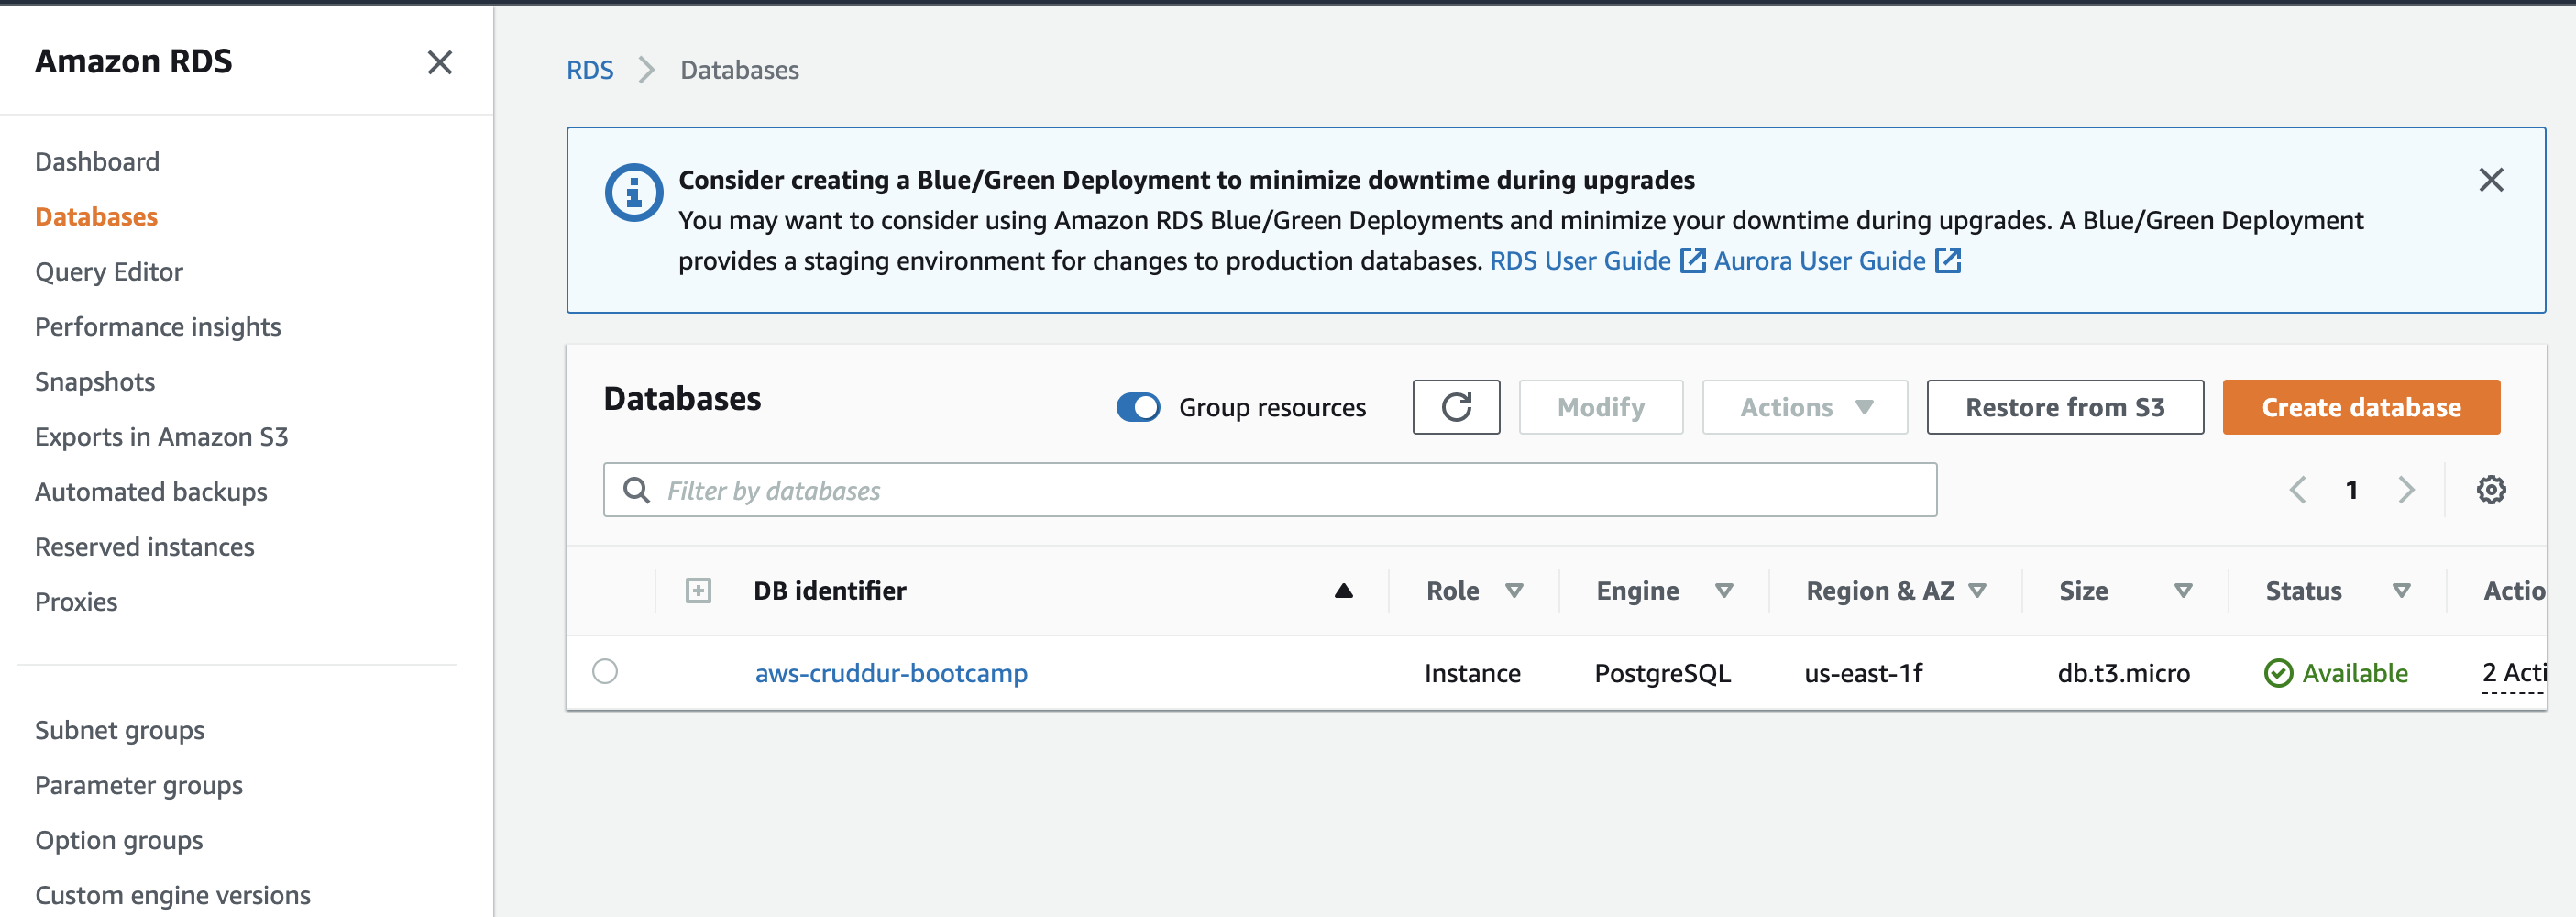 Amazon RDS
Dashboard
Databases
Query Editor
Performance insights
Snapshots
Exports in Amazon S3
Automated backups
Reserved instances
Proxies
Subnet groups
Parameter groups
Option groups
Custom engine versions
RDS > Databases
Consider creating a Blue/Green Deployment to minimize downtime during upgrades
You may want to consider using Amazon RDS Blue/Green Deployments and minimize your downtime during upgrades. A Blue/Green Deployment
provides a staging environment for changes to production databases. RDS User Guide Aurora User Guide
Databases Group resources Modify Actions Restore from S3 Create database
Filter by databases 1
DB identifier Role Engine Region & AZ Size Status Actio
aws-cruddur-bootcamp Instance PostgreSQL us-east-1f db.t3.micro Available 2 Acti